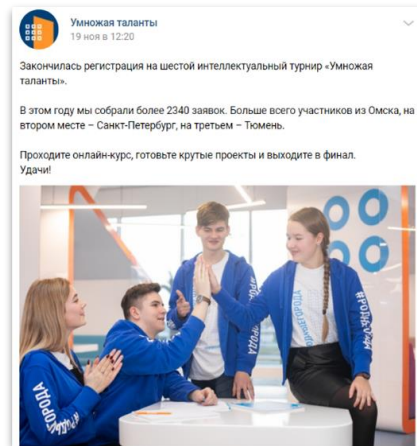 Умножая таланты
19 ноя в 12:20
Закончилась регистрация на шестой интеллектуальный турнир «Умножая
таланты».
В этом году мы собрали более 2340 заявок. Больше всего участников из Омска, на
втором месте – Санкт-Петербург, на третьем – Тюмень.
Проходите онлайн-курс, готовьте крутые проекты и выходите в финал.
Удачи!
#РОДНЫЕГОРОДА